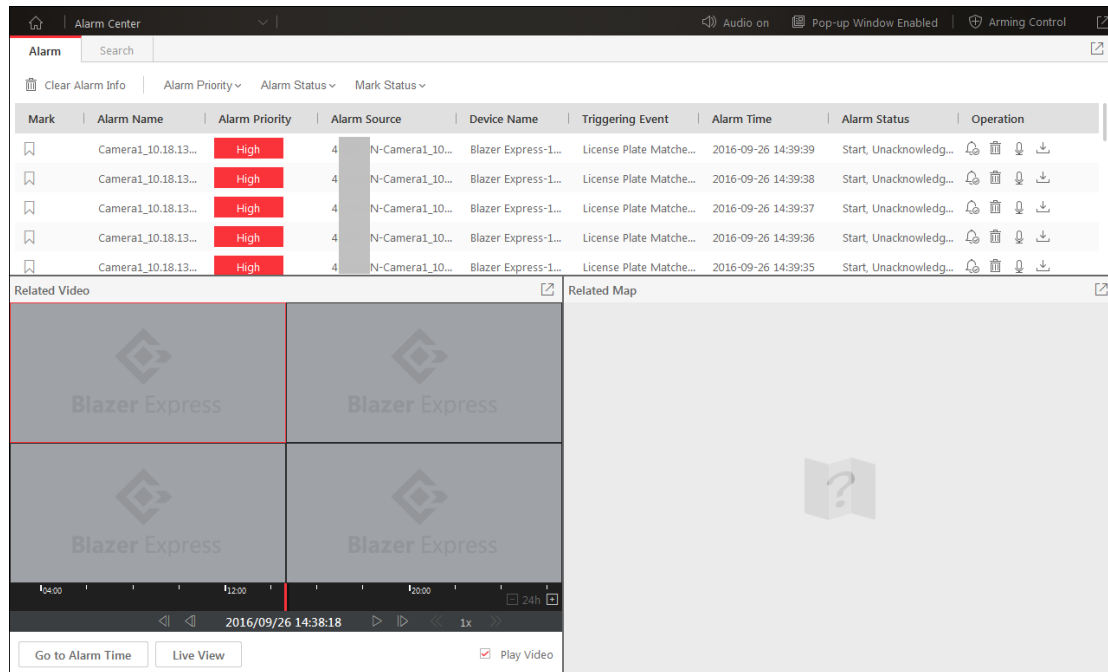 Alarm Center Audio on Pop-up Window Enabled Arming Control
Alarm Search
Clear Alarm Info Alarm Priority Alarm Status Mark Status
Mark Alarm Name Alarm Priority Alarm Source Device Name Triggering Event Alarm Time Alarm Status Operation
Camera1_10.18.13... High 4 N-Camera1_10... Blazer Express-1... License Plate Matche... 2016-09-26 14:39:39 Start, Unacknowledg...
Camera1_10.18.13... High 4 N-Camera1_10... Blazer Express-1... License Plate Matche... 2016-09-26 14:39:38 Start, Unacknowledg...
Camera1_10.18.13... High 4 N-Camera1_10... Blazer Express-1... License Plate Matche... 2016-09-26 14:39:37 Start, Unacknowledg...
Camera1_10.18.13... High 4 N-Camera1_10... Blazer Express-1... License Plate Matche... 2016-09-26 14:39:36 Start, Unacknowledg...
Camera1_10.18.13... High 4 N-Camera1_10... Blazer Express-1... License Plate Matche... 2016-09-26 14:39:35 Start, Unacknowledg...
Related Video Related Map
Blazer Express Blazer Express
Blazer Express Blazer Express
04:00 12:00 20:00
24h
2016/09/26 14:38:18 1x
Go to Alarm Time Live View Play Video